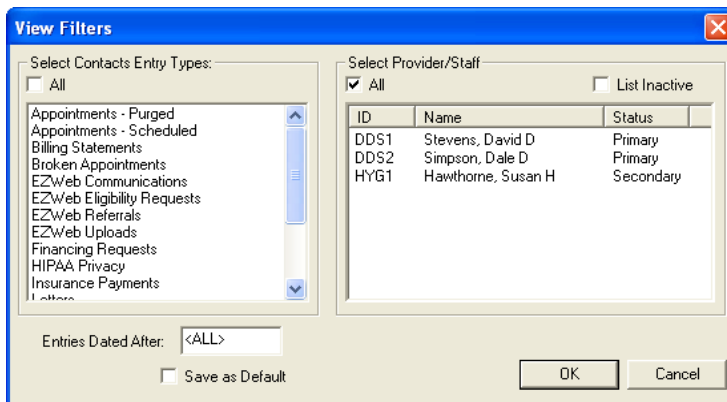 View Filters
Select Contacts Entry Types:
All
Appointments - Purged
Appointments - Scheduled
Billing Statements
Broken Appointments
EZWeb Communications
EZWeb Eligibility Requests
EZWeb Referrals
EZWeb Uploads
Financing Requests
HIPAA Privacy
Insurance Payments
Letters
Entries Dated After: <ALL>
Save as Default
Select Provider/Staff
All List Inactive
ID Name Status
DDS1 Stevens, David D Primary
DDS2 Simpson, Dale D Primary
HYG1 Hawthorne, Susan H Secondary
OK Cancel